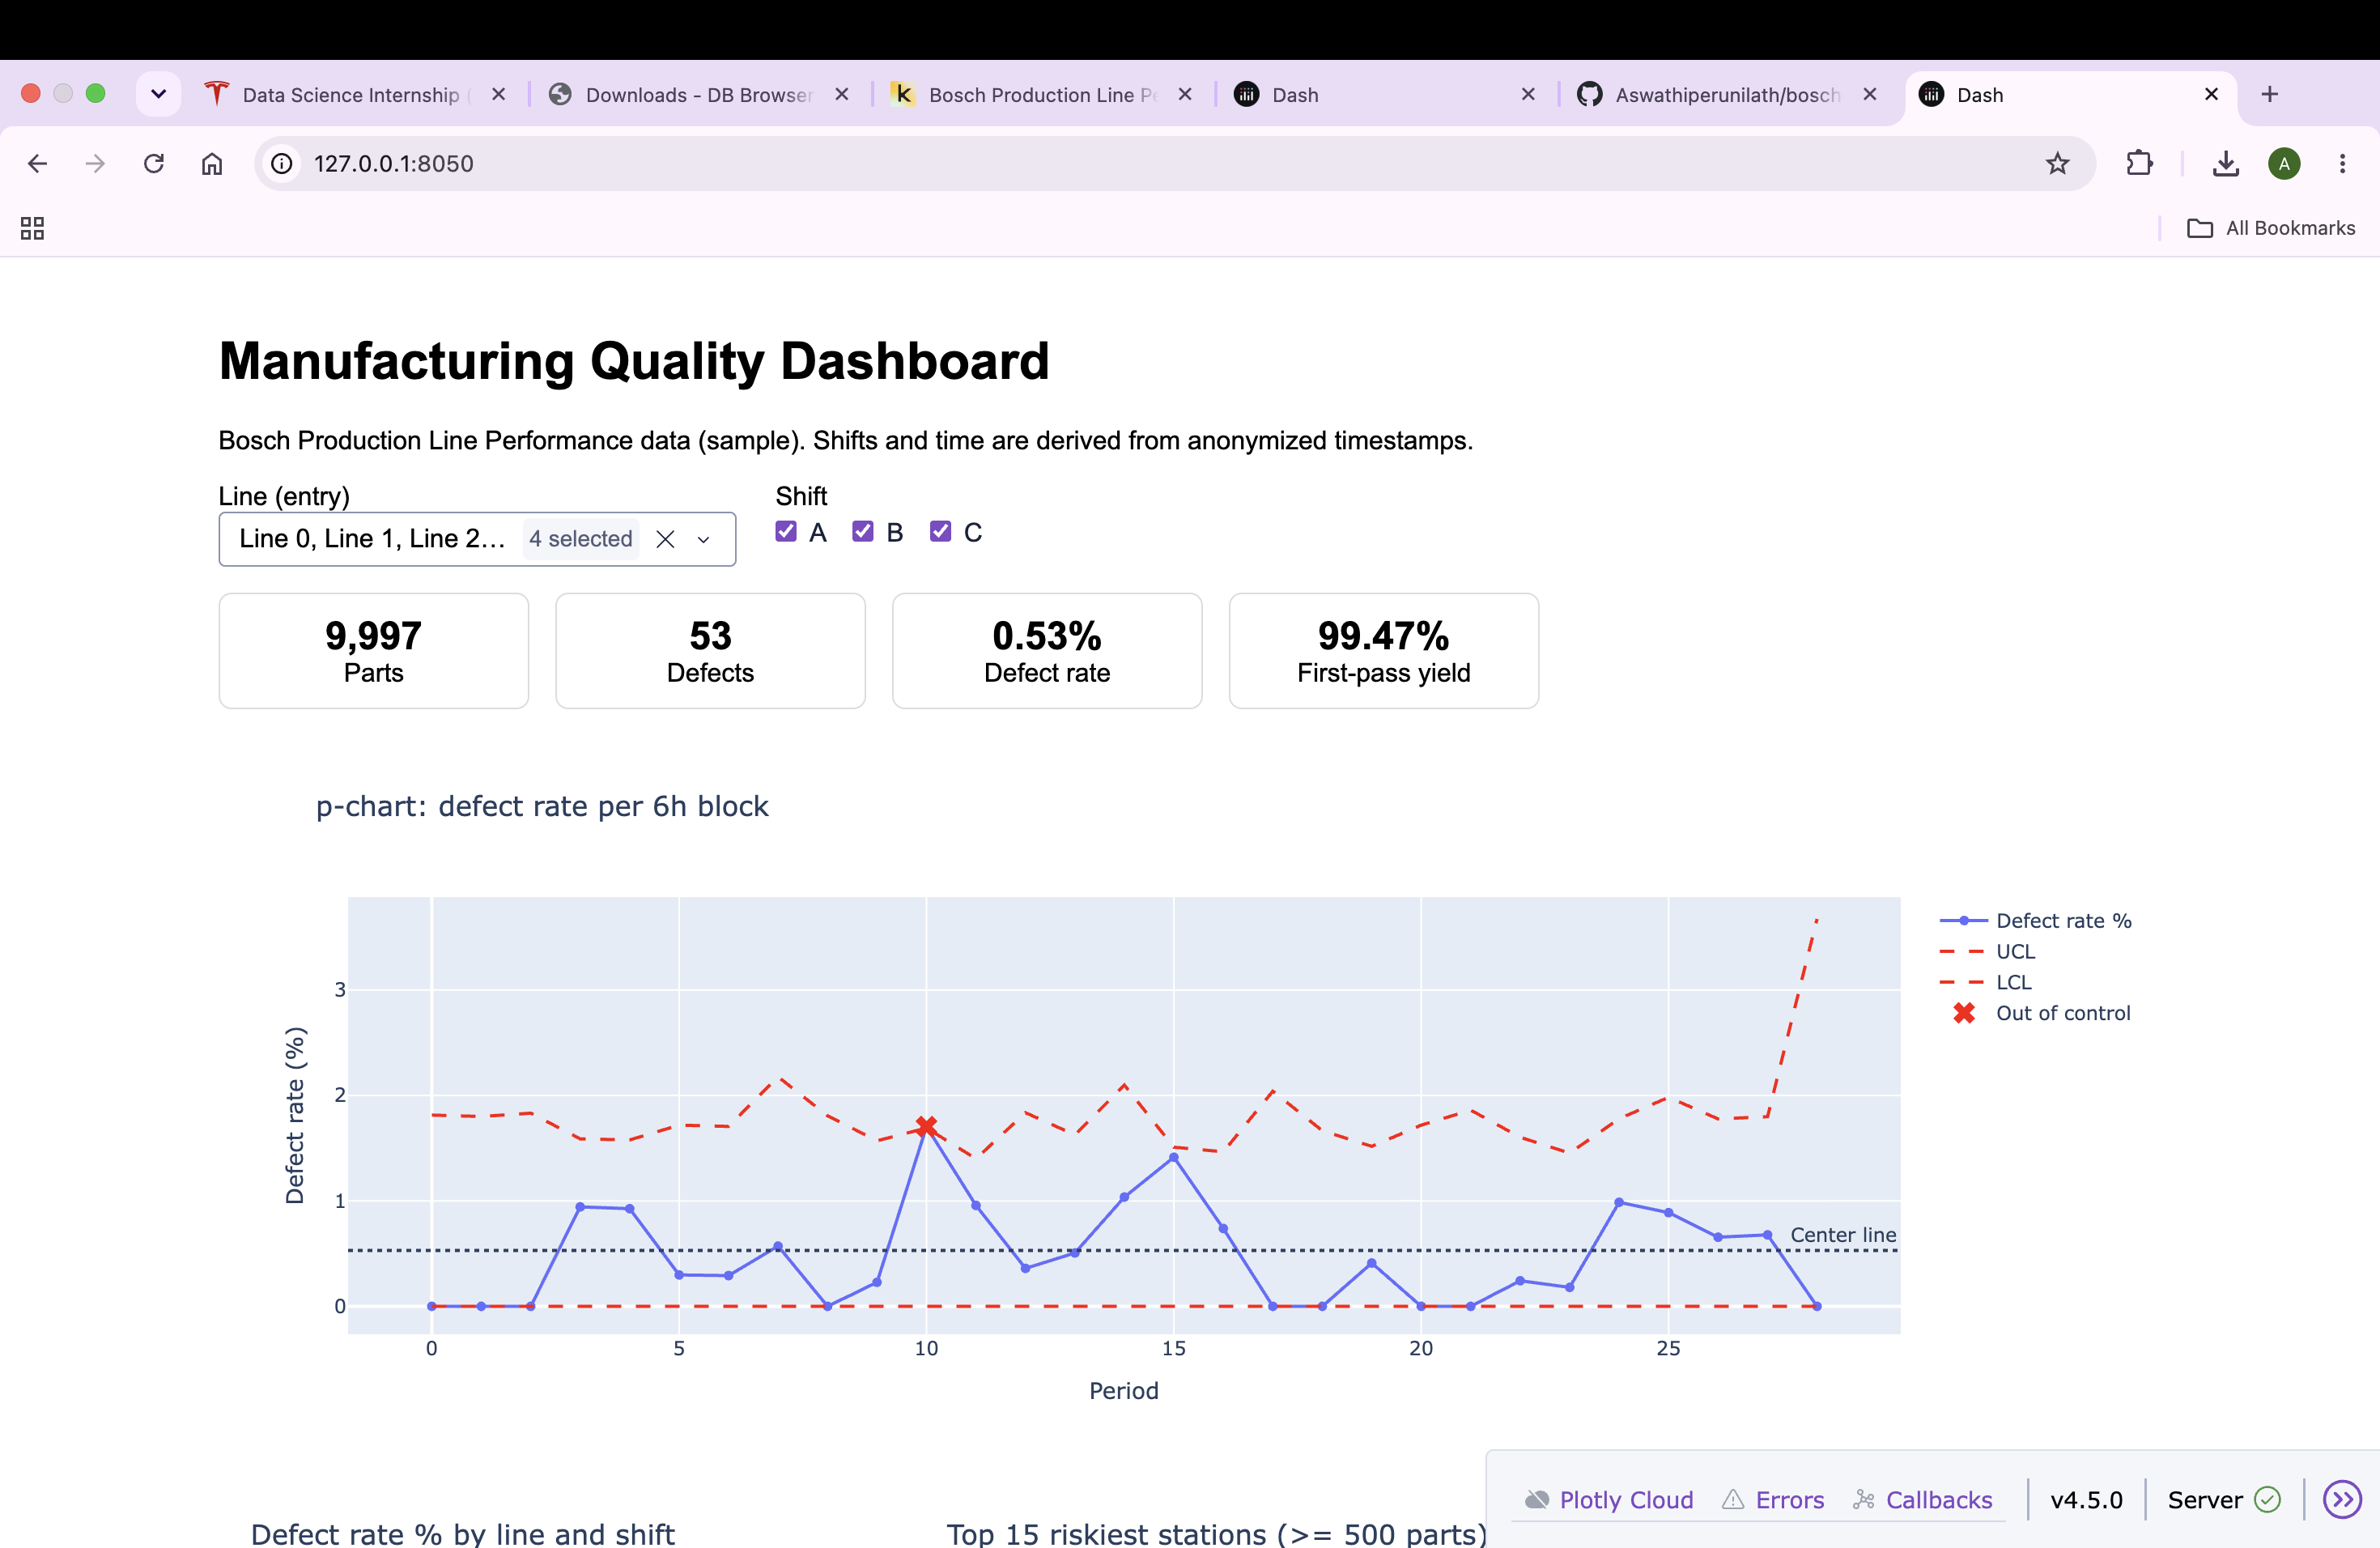 Data Science Internship
Downloads - DB Browser
Bosch Production Line Pe
Dash
Aswathiperunilath/bosch
Dash
127.0.0.1:8050
A
All Bookmarks
Manufacturing Quality Dashboard
Bosch Production Line Performance data (sample). Shifts and time are derived from anonymized timestamps.
Line (entry)
Shift
Line 0, Line 1, Line 2... 4 selected
A B C
9,997
Parts
53
Defects
0.53%
Defect rate
99.47%
First-pass yield
p-chart: defect rate per 6h block
Defect rate %
UCL
LCL
Out of control
Defect rate (%)
3
2
1
0
Center line
0 5 10 15 20 25
Period
Defect rate % by line and shift
Top 15 riskiest stations (>= 500 parts)
Plotly Cloud Errors Callbacks v4.5.0 Server